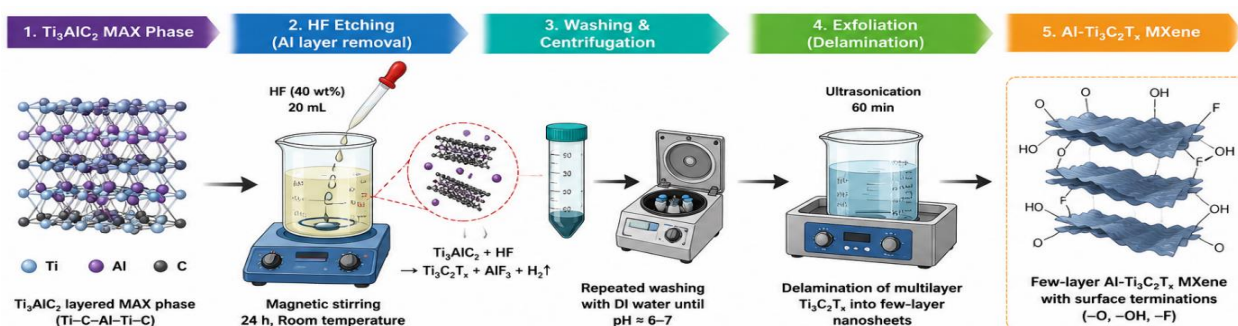 1. Ti₃AlC₂ MAX Phase
2. HF Etching
(Al layer removal)
3. Washing &
Centrifugation
4. Exfoliation
(Delamination)
5. Al-Ti₃C₂Tₓ MXene
Ti
Al
C
Ti₃AlC₂ layered MAX phase
(Ti–C–Al–Ti–C)
HF (40 wt%)
20 mL
Ti₃AlC₂ + HF
→ Ti₃C₂Tₓ + AlF₃ + H₂↑
Magnetic stirring
24 h, Room temperature
Repeated washing
with DI water until
pH ≈ 6–7
Ultrasonication
60 min
Delamination of multilayer
Ti₃C₂Tₓ into few-layer
nanosheets
O
O
OH
F
HO
O
F
OH
HO
F
OH
O
O
Few-layer Al-Ti₃C₂Tₓ MXene
with surface terminations
(–O, –OH, –F)